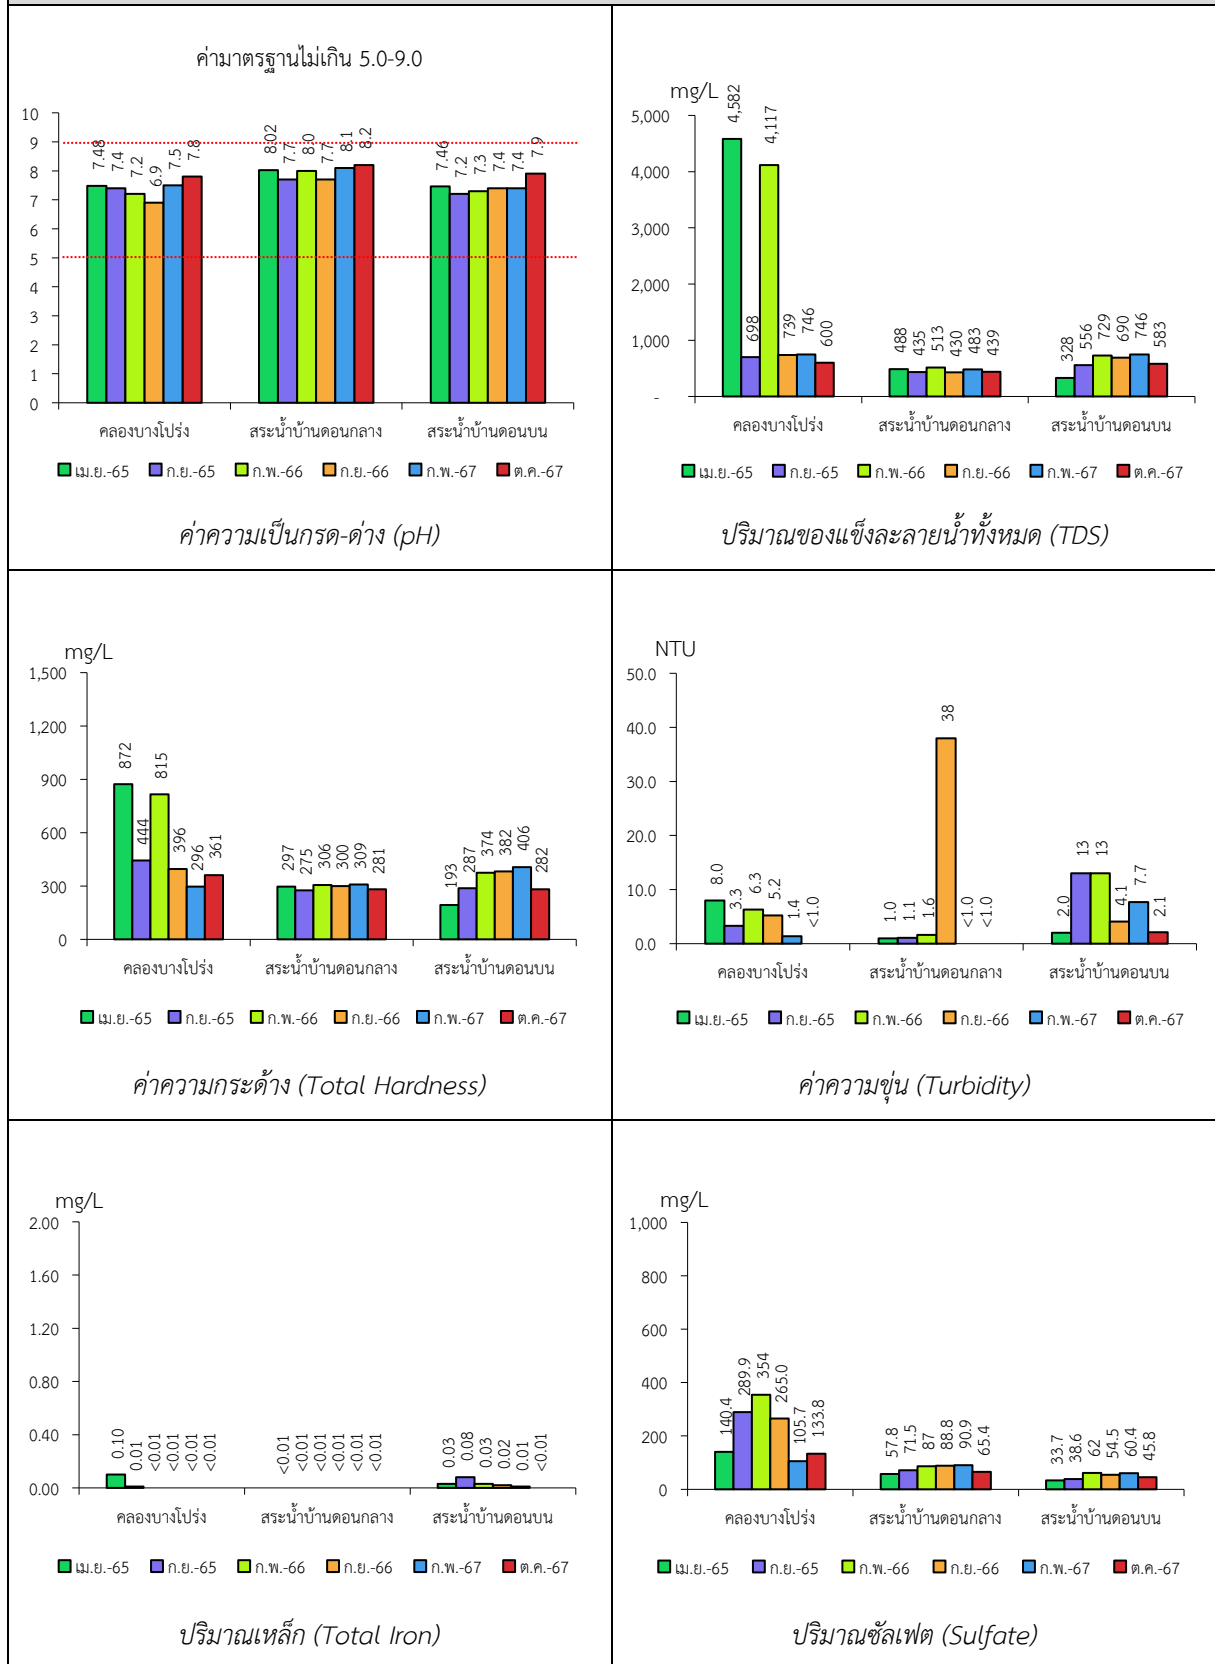 ค่ามาตรฐานไม่เกิน 5.0-9.0
10
9
8
7
6
5
4
3
2
1
0
7.48 7.4 7.2 6.9 7.5 7.8
8.02 7.7 8.0 7.7 8.1 8.2
7.46 7.2 7.3 7.4 7.4 7.9
คลองบางโปร่ง สระน้ำบ้านดอนกลาง สระน้ำบ้านดอนบน
เม.ย.-65 ก.ย.-65 ก.พ.-66 ก.ย.-66 ก.พ.-67 ต.ค.-67
ค่าความเป็นกรด-ด่าง (pH)
mg/L
5,000
4,000
3,000
2,000
1,000
-
4,582 698 4,117 739 746 600
488 435 513 430 483 439
328 556 729 690 746 583
คลองบางโปร่ง สระน้ำบ้านดอนกลาง สระน้ำบ้านดอนบน
เม.ย.-65 ก.ย.-65 ก.พ.-66 ก.ย.-66 ก.พ.-67 ต.ค.-67
ปริมาณของแข็งละลายน้ำทั้งหมด (TDS)
mg/L
1,500
1,200
900
600
300
0
872 444 815 396 296 361
297 275 306 300 309 281
193 287 374 382 406 282
คลองบางโปร่ง สระน้ำบ้านดอนกลาง สระน้ำบ้านดอนบน
เม.ย.-65 ก.ย.-65 ก.พ.-66 ก.ย.-66 ก.พ.-67 ต.ค.-67
ค่าความกระด้าง (Total Hardness)
NTU
50.0
40.0
30.0
20.0
10.0
0.0
8.0 3.3 6.3 5.2 1.4 <1.0
1.0 1.1 1.6 38 <1.0 <1.0
2.0 13 13 4.1 7.7 2.1
คลองบางโปร่ง สระน้ำบ้านดอนกลาง สระน้ำบ้านดอนบน
เม.ย.-65 ก.ย.-65 ก.พ.-66 ก.ย.-66 ก.พ.-67 ต.ค.-67
ค่าความขุ่น (Turbidity)
mg/L
2.00
1.60
1.20
0.80
0.40
0.00
0.10 0.01 <0.01 <0.01 <0.01 <0.01
<0.01 <0.01 <0.01 <0.01 <0.01 <0.01
0.03 0.08 0.03 0.02 0.01 <0.01
คลองบางโปร่ง สระน้ำบ้านดอนกลาง สระน้ำบ้านดอนบน
เม.ย.-65 ก.ย.-65 ก.พ.-66 ก.ย.-66 ก.พ.-67 ต.ค.-67
ปริมาณเหล็ก (Total Iron)
mg/L
1,000
800
600
400
200
0
140.4 289.9 354 265.0 105.7 133.8
57.8 71.5 87 88.8 90.9 65.4
33.7 38.6 62 54.5 60.4 45.8
คลองบางโปร่ง สระน้ำบ้านดอนกลาง สระน้ำบ้านดอนบน
เม.ย.-65 ก.ย.-65 ก.พ.-66 ก.ย.-66 ก.พ.-67 ต.ค.-67
ปริมาณซัลเฟต (Sulfate)